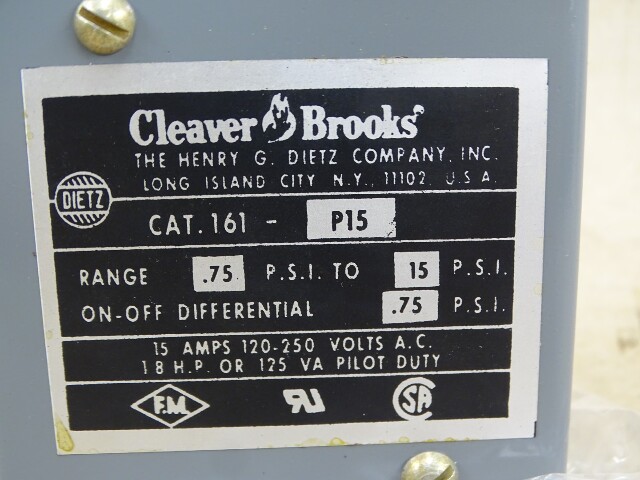 Cleaver Brooks®
THE HENRY G. DIETZ COMPANY, INC.
LONG ISLAND CITY N.Y., 11102, U.S.A.
DIETZ
CAT. 161 - P15
RANGE .75 P.S.I. TO 15 P.S.I.
ON-OFF DIFFERENTIAL .75 P.S.I.
15 AMPS 120-250 VOLTS A.C.
1 8 H.P. OR 125 VA PILOT DUTY
F.M. RU SA